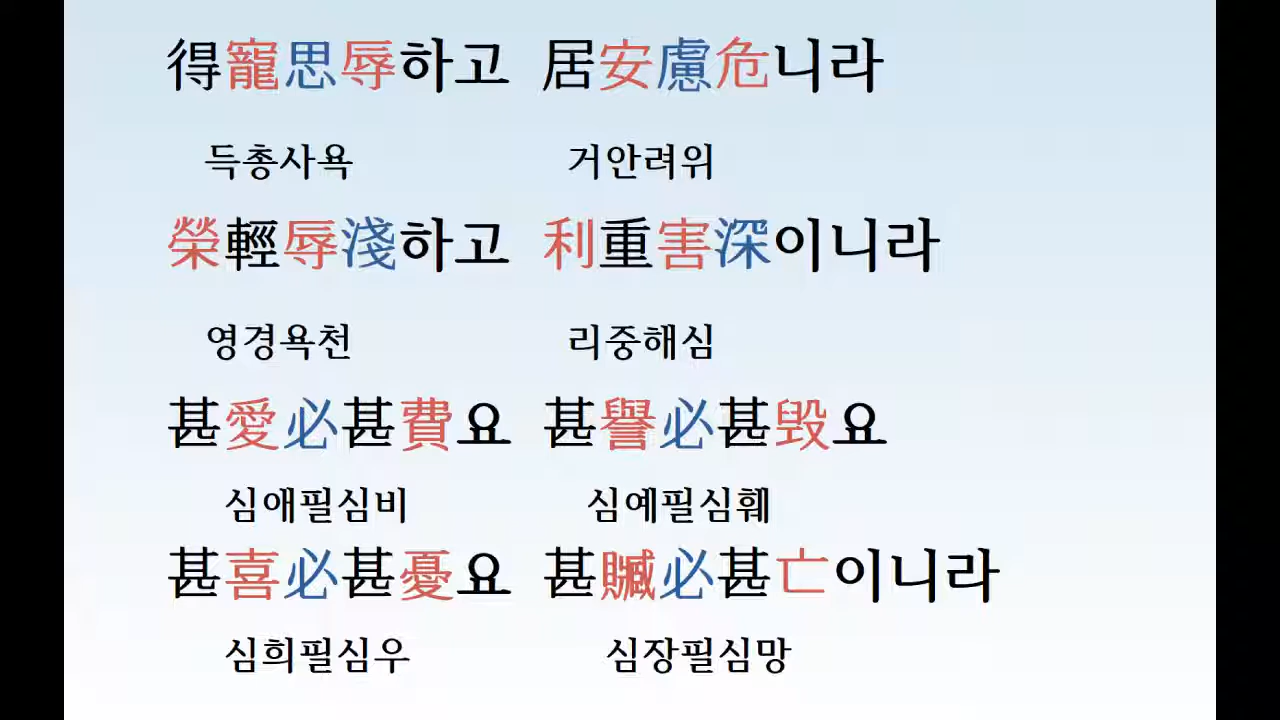 得寵思辱하고 居安慮危니라
득총사욕 거안려위
榮輕辱淺하고 利重害深이니라
영경욕천 리중해심
甚愛必甚費요 甚譽必甚毁요
심애필심비 심예필심훼
甚喜必甚憂요 甚贓必甚亡이니라
심희필심우 심장필심망